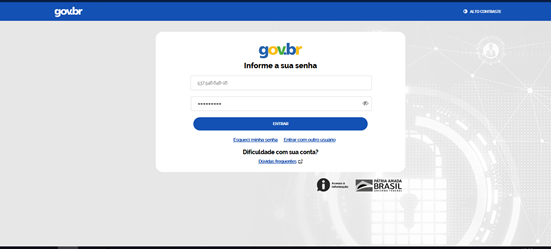 gov.br
ALTO CONTRASTE
gov.br
Informe a sua senha
•••••••••
ENTRAR
Esqueci minha senha
Entrar com outro usuário
Dificuldade com sua conta?
Dúvidas frequentes
Acesso à
Informação
PÁTRIA AMADA
BRASIL
GOVERNO FEDERAL